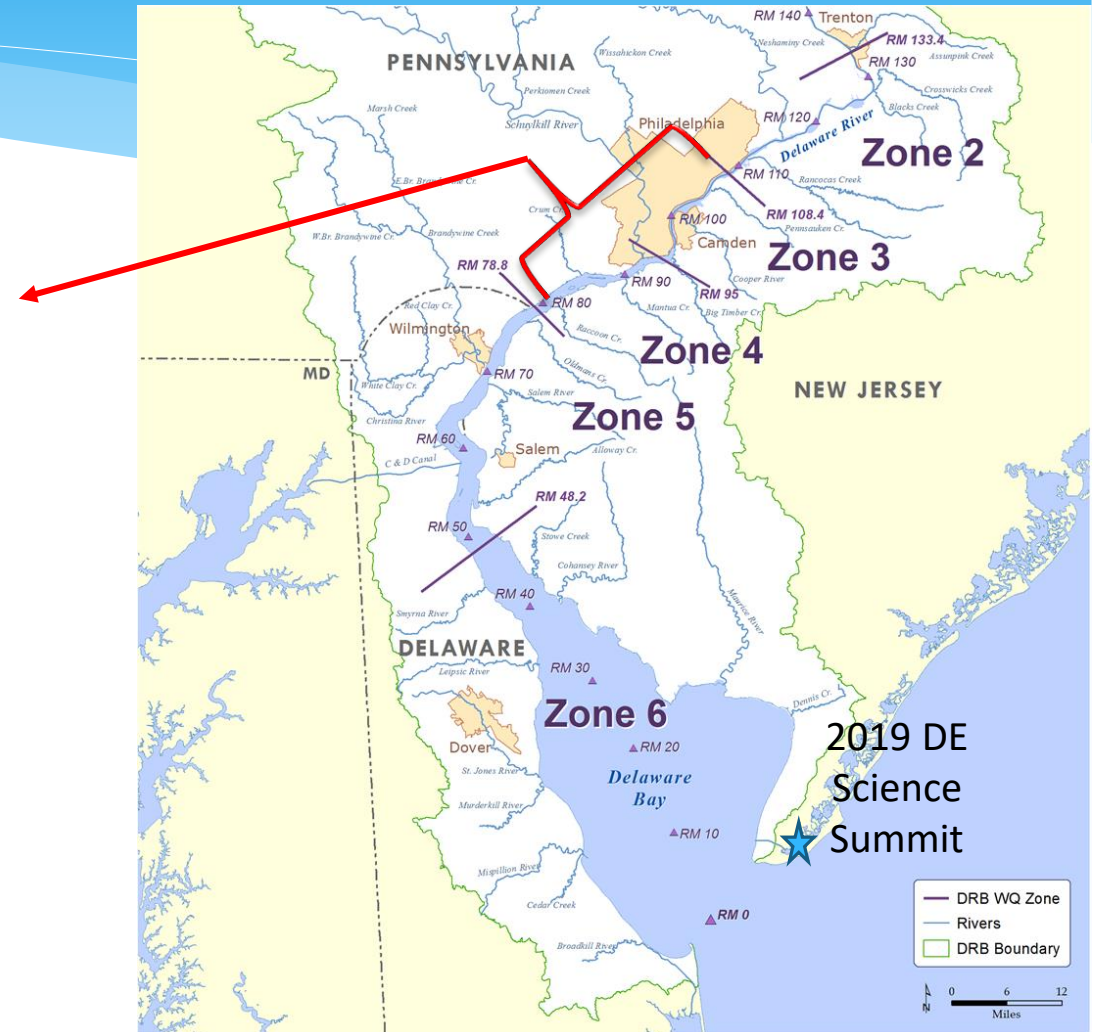 RM 140
Trenton
Neshaminy Creek
RM 133.4
Wissahickon Creek
Assunpink Creek
PENNSYLVANIA
RM 130
Perkiomen Creek
Crosswicks Creek
Marsh Creek
Blacks Creek
Schuylkill River
Philadelphia
RM 120
Delaware River
Zone 2
RM 110
E.Br. Brandywine Cr.
Rancocas Creek
Crum Cr.
RM 100
RM 108.4
Pennsauken Cr.
W.Br. Brandywine Cr.
Brandywine Creek
Camden
Zone 3
RM 78.8
RM 90
Cooper River
RM 95
Red Clay Cr.
RM 80
Mantua Cr.
Big Timber Cr.
Wilmington
Raccoon Cr.
Zone 4
MD
Oldmans Cr.
RM 70
White Clay Cr.
Salem River
NEW JERSEY
Christina River
Zone 5
RM 60
Salem
Alloway Cr.
C & D Canal
RM 48.2
RM 50
Stowe Creek
Cohansey River
RM 40
Smyrna River
Maurice River
DELAWARE
Leipsic River
RM 30
Dennis Cr.
Zone 6
Dover
RM 20
2019 DE
Science
Summit
St. Jones River
Delaware
Bay
Murderkill River
RM 10
Mispillion River
Cedar Creek
RM 0
Broadkill River
DRB WQ Zone
Rivers
DRB Boundary
N
0 6 12
Miles